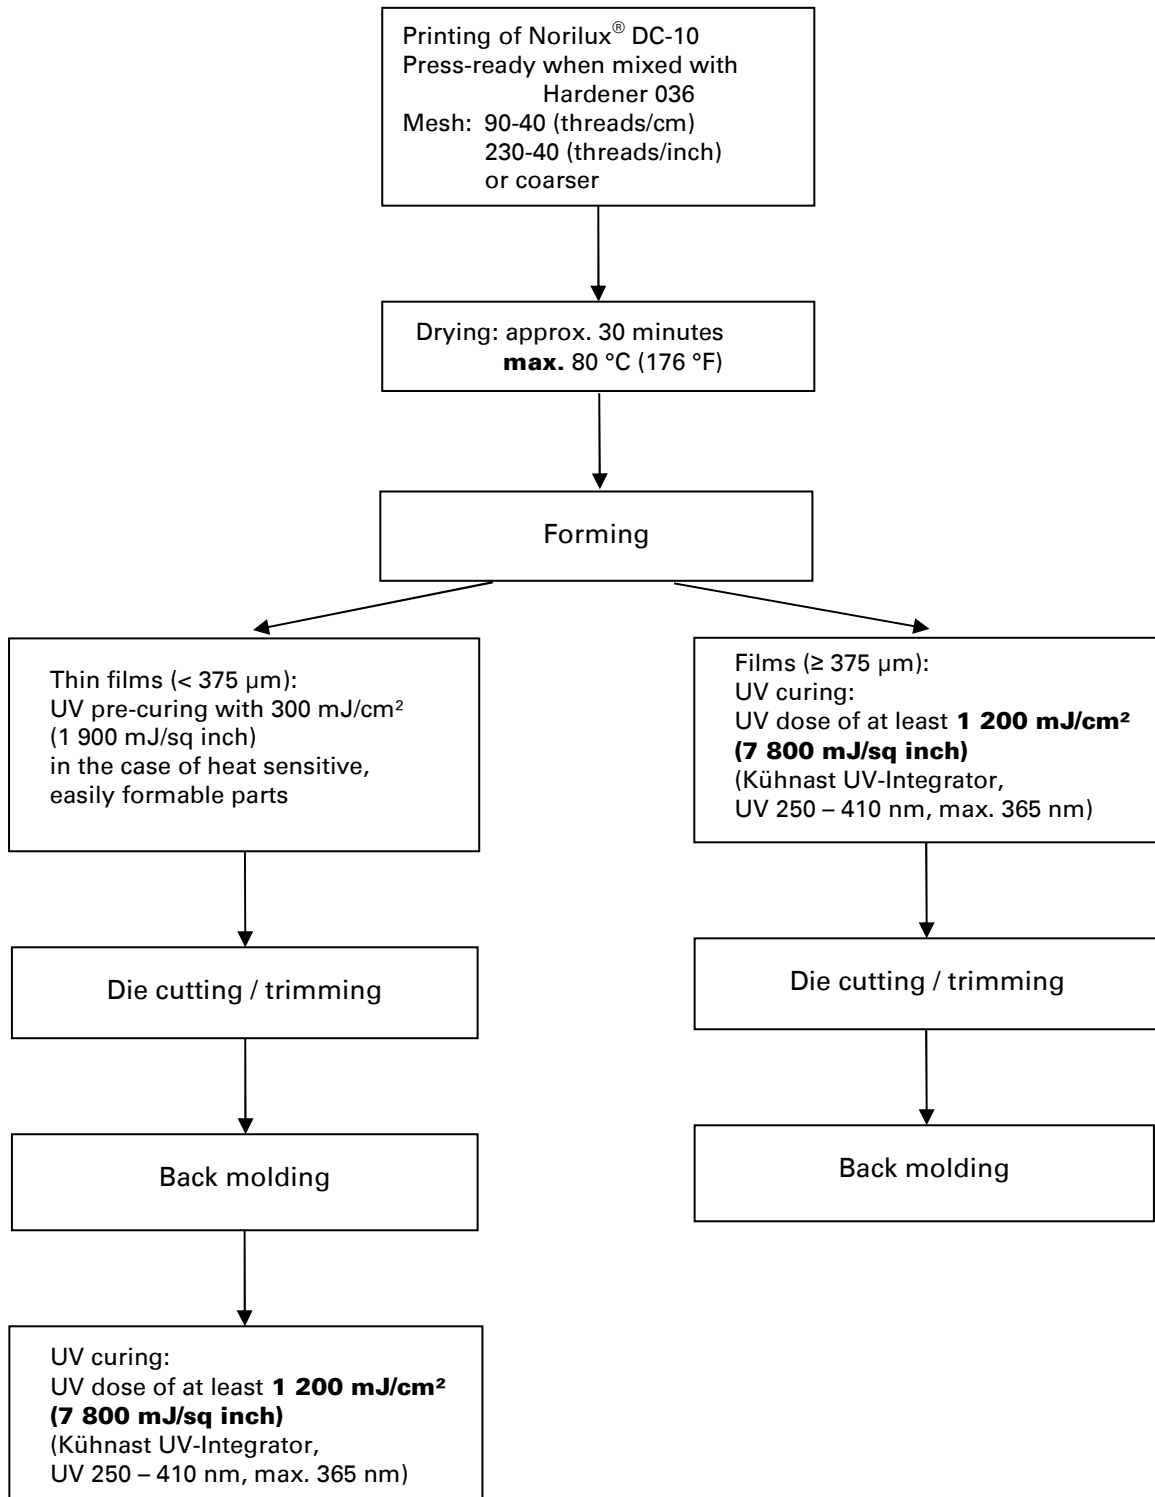 Printing of Norilux® DC-10
Press-ready when mixed with
Hardener 036
Mesh: 90-40 (threads/cm)
230-40 (threads/inch)
or coarser
Drying: approx. 30 minutes
max. 80 °C (176 °F)
Forming
Thin films (< 375 µm):
UV pre-curing with 300 mJ/cm²
(1 900 mJ/sq inch)
in the case of heat sensitive,
easily formable parts
Die cutting / trimming
Back molding
UV curing:
UV dose of at least 1 200 mJ/cm²
(7 800 mJ/sq inch)
(Kühnast UV-Integrator,
UV 250 – 410 nm, max. 365 nm)
Films (≥ 375 µm):
UV curing:
UV dose of at least 1 200 mJ/cm²
(7 800 mJ/sq inch)
(Kühnast UV-Integrator,
UV 250 – 410 nm, max. 365 nm)
Die cutting / trimming
Back molding